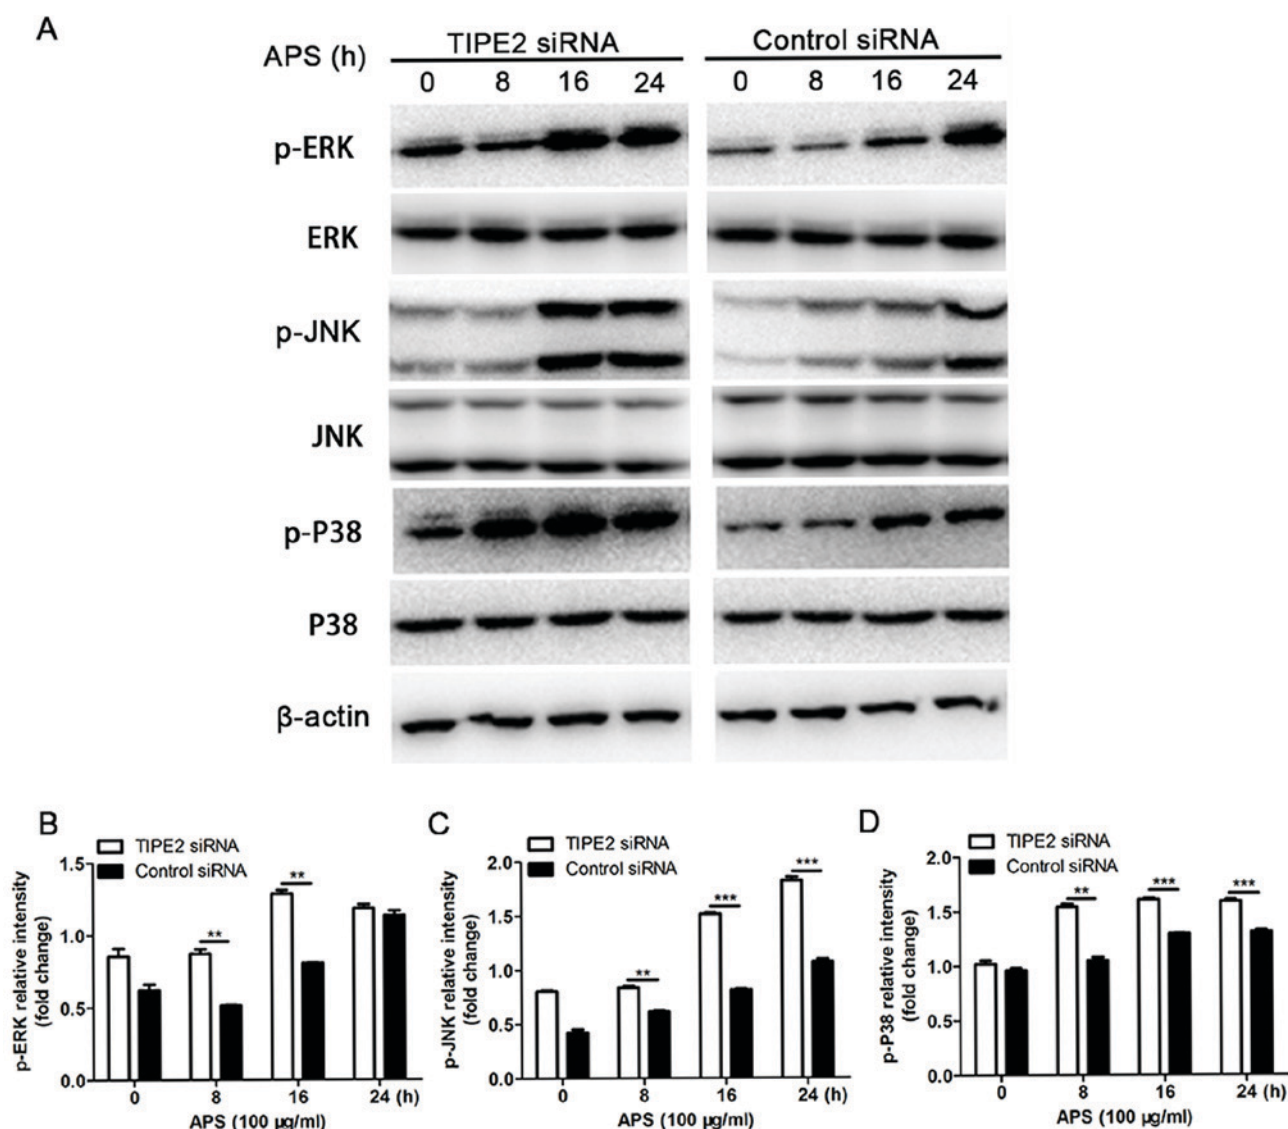 A
TIPE2 siRNA
Control siRNA
APS (h)
0 8 16 24 0 8 16 24
p-ERK
ERK
p-JNK
JNK
p-P38
P38
β-actin
B
TIPE2 siRNA
Control siRNA
p-ERK relative intensity
(fold change)
1.5
1.0
0.5
0.0
**
**
0 8 16 24 (h)
APS (100 µg/ml)
C
TIPE2 siRNA
Control siRNA
p-JNK relative intensity
(fold change)
2.0
1.5
1.0
0.5
0.0
**
***
***
0 8 16 24 (h)
APS (100 µg/ml)
D
TIPE2 siRNA
Control siRNA
p-P38 relative intensity
(fold change)
2.0
1.5
1.0
0.5
0.0
**
***
***
0 8 16 24 (h)
APS (100 µg/ml)